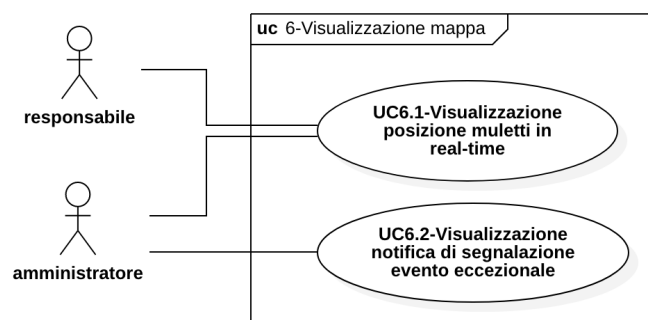 uc 6-Visualizzazione mappa
responsabile
UC6.1-Visualizzazione
posizione muletti in
real-time
amministratore
UC6.2-Visualizzazione
notifica di segnalazione
evento eccezionale